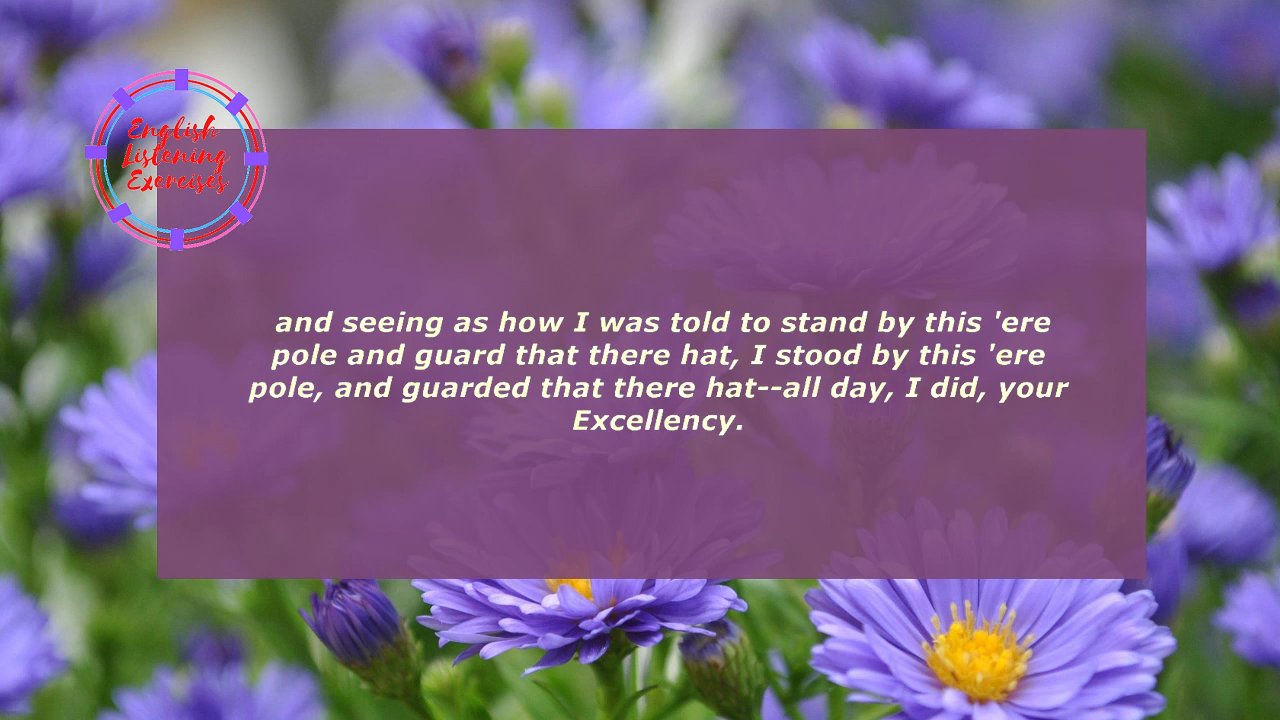 English
Listening
Exercises
and seeing as how I was told to stand by this 'ere
pole and guard that there hat, I stood by this 'ere
pole, and guarded that there hat--all day, I did, your
Excellency.